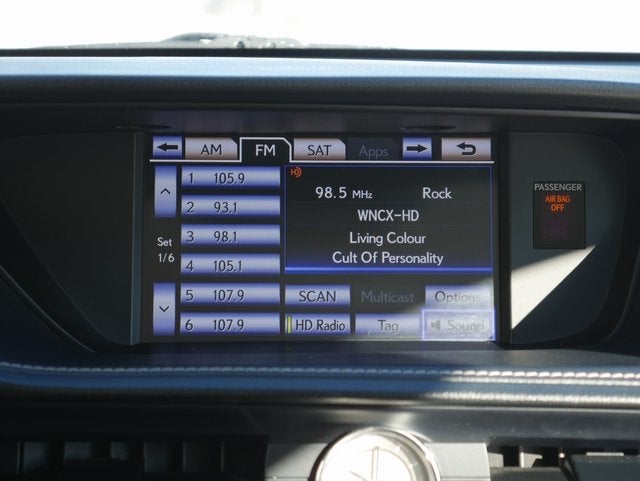 AM FM SAT Apps
1 105.9
2 93.1
3 98.1
4 105.1
5 107.9
6 107.9
Set
1/6
98.5 MHz Rock
WNCX-HD
Living Colour
Cult Of Personality
SCAN Multicast Options
HD Radio Tag Sound
PASSENGER
AIR BAG
OFF